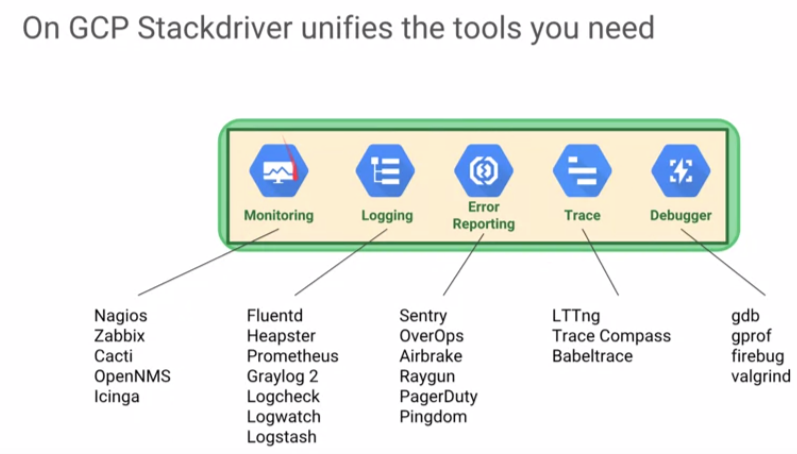 On GCP Stackdriver unifies the tools you need
Monitoring
Logging
Error
Reporting
Trace
Debugger
Nagios
Zabbix
Cacti
OpenNMS
Icinga
Fluentd
Heapster
Prometheus
Graylog 2
Logcheck
Logwatch
Logstash
Sentry
OverOps
Airbrake
Raygun
PagerDuty
Pingdom
LTTng
Trace Compass
Babeltrace
gdb
gprof
firebug
valgrind